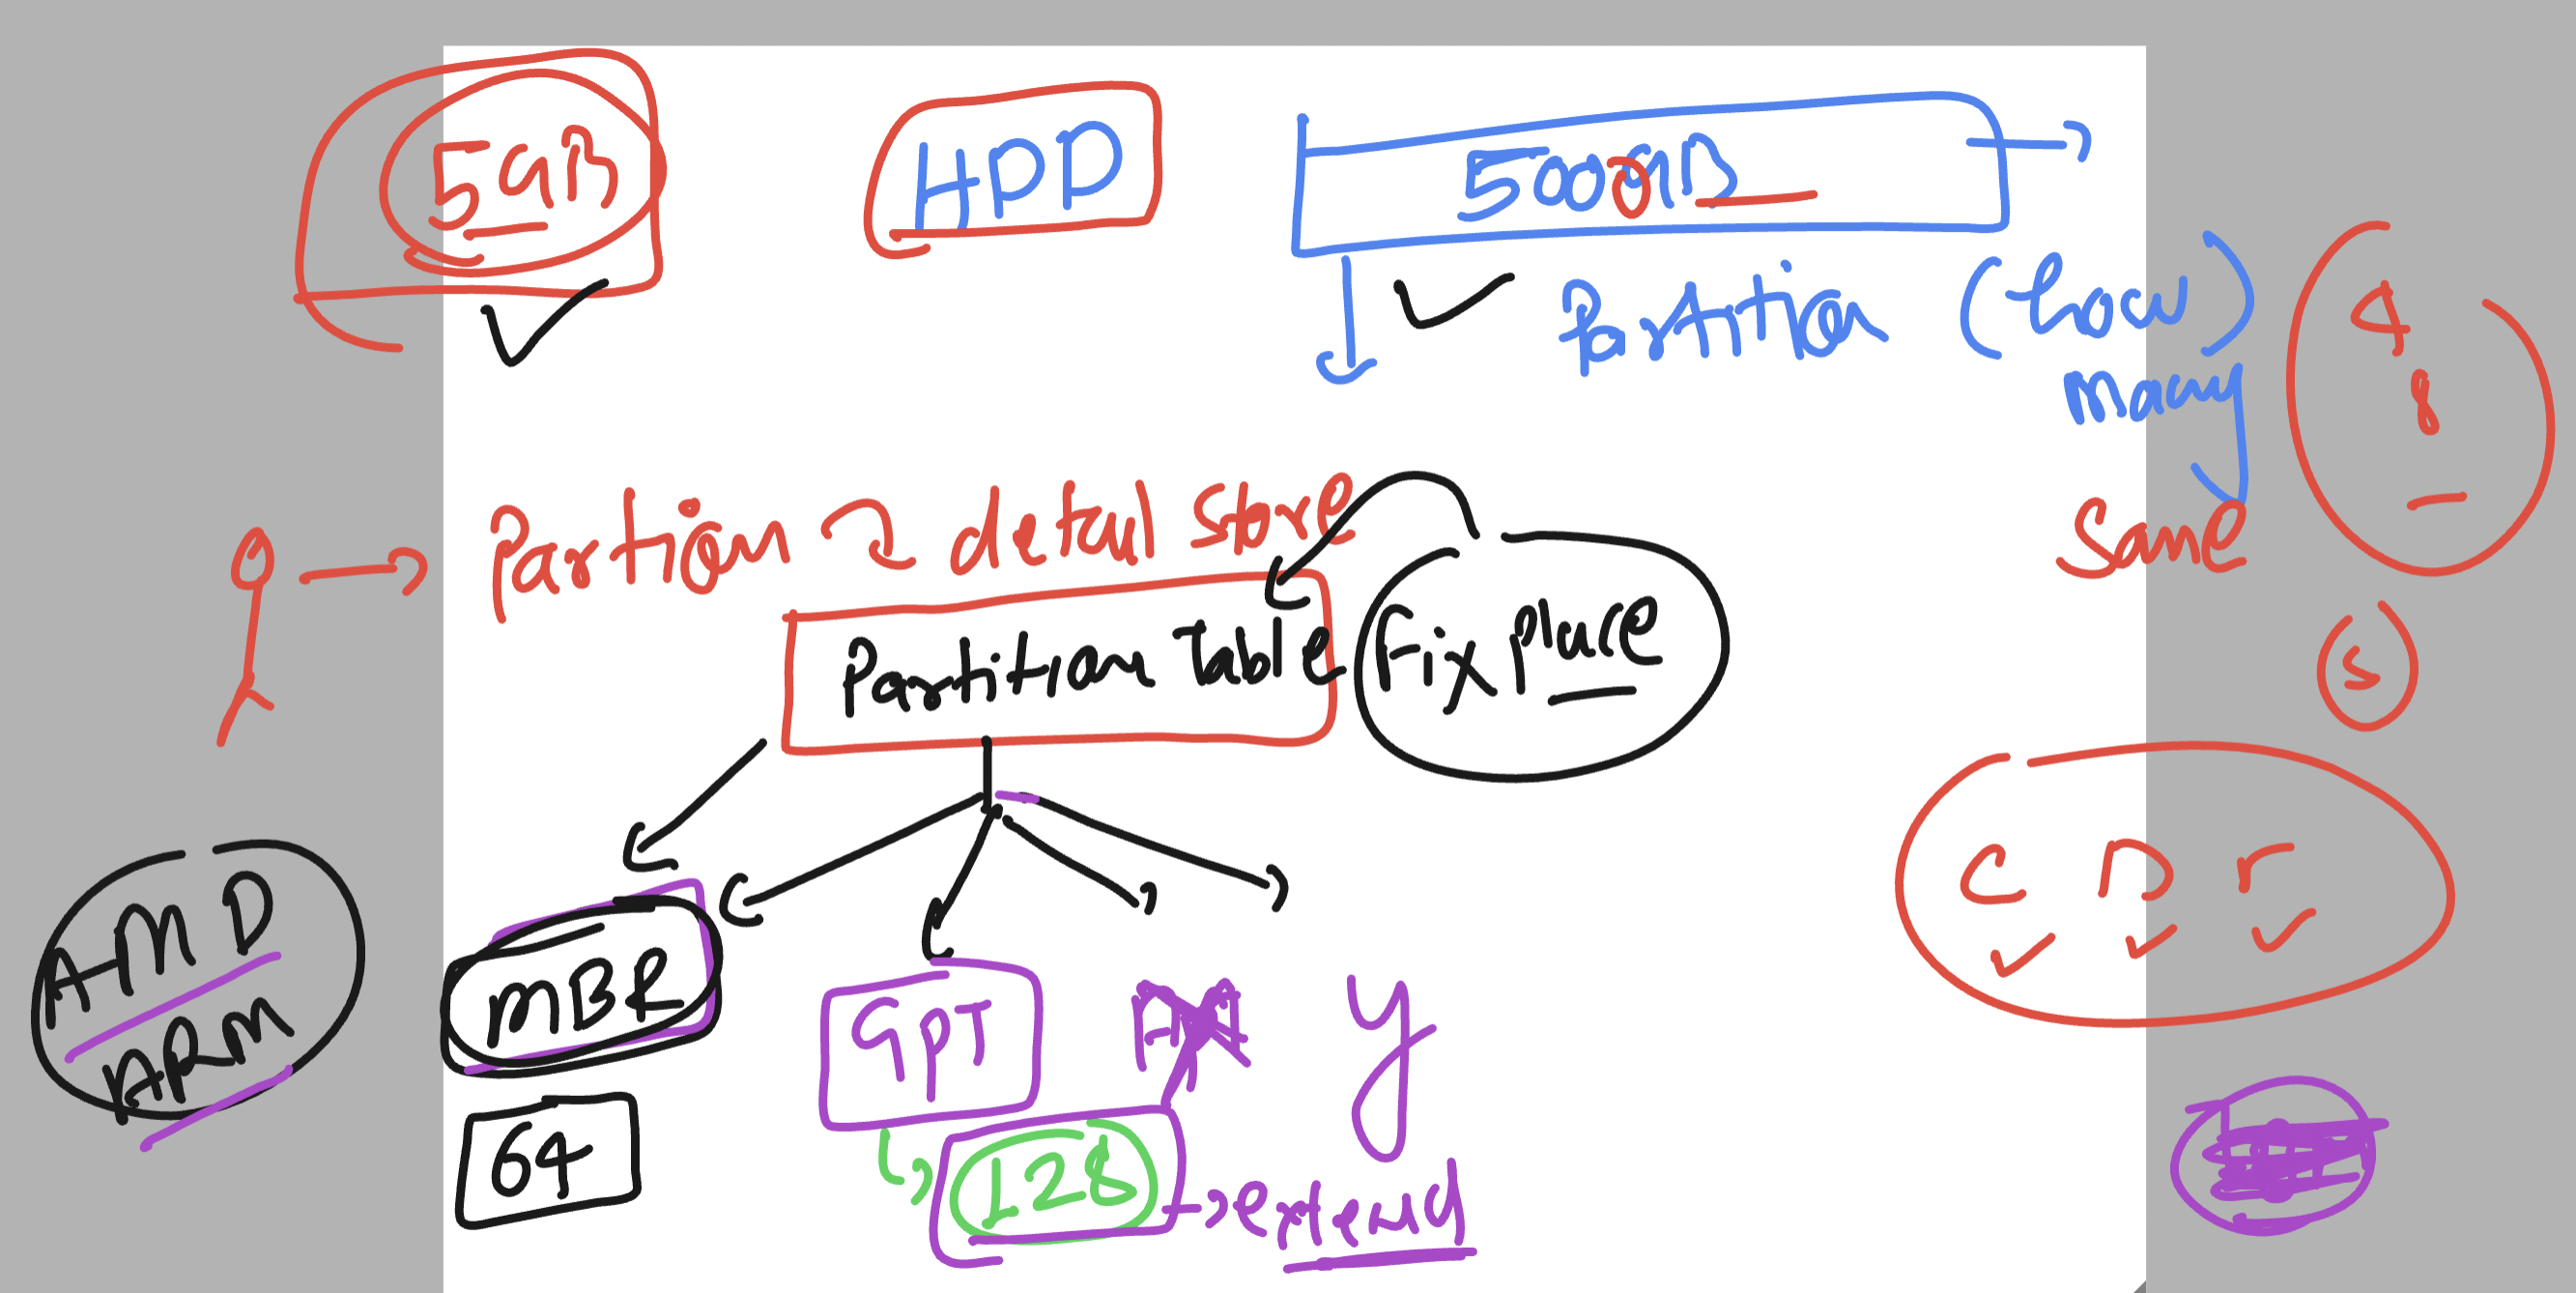 5GB HDD 500GB
Partition (how many)
4
8
Same
Partion detail store
5
Partition Table Fix place
C D
AMD
ARM
MBR GPT y
64 128 → extend